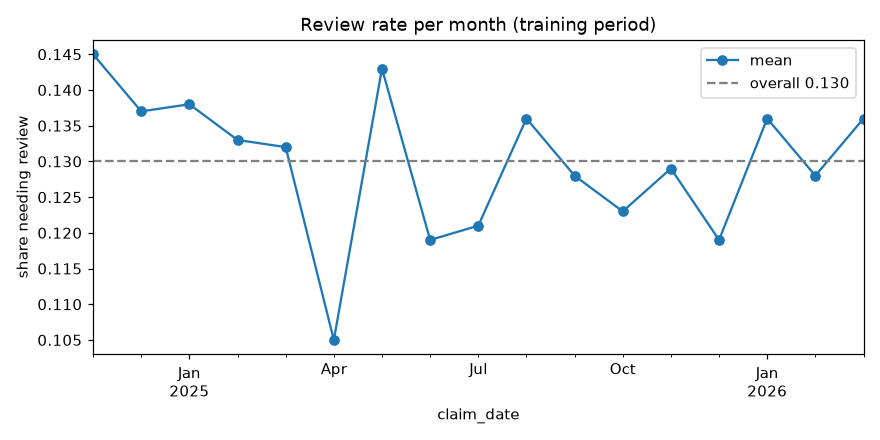 Review rate per month (training period)
mean
overall 0.130
share needing review
0.145
0.140
0.135
0.130
0.125
0.120
0.115
0.110
0.105
Jan
2025
Apr
Jul
Oct
Jan
2026
claim_date